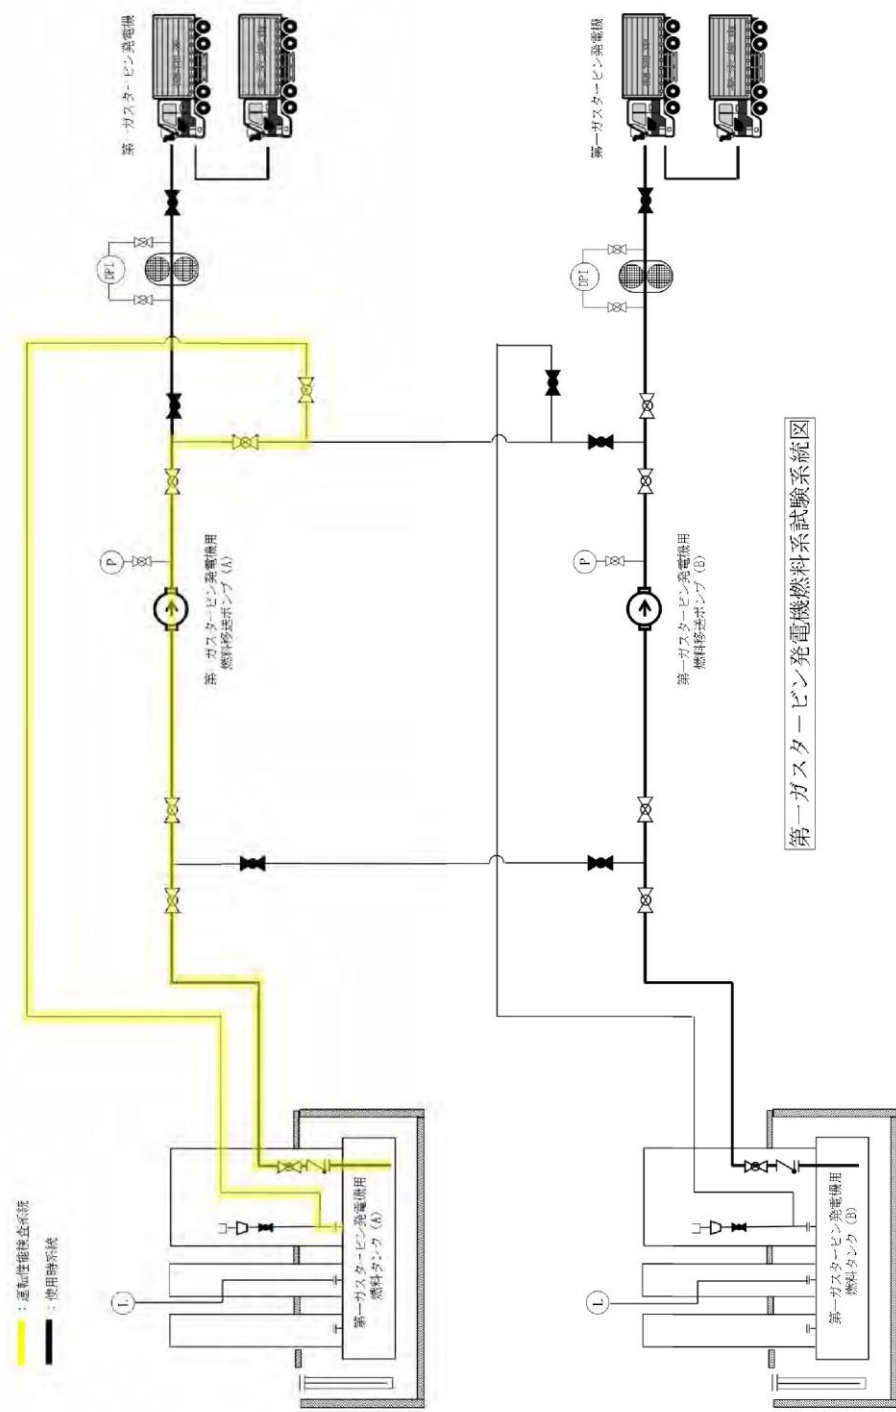 第一ガスタービン発電機燃料系試験系統図
：運転性能検査系統
：使用時系統
第一ガスタービン発電機
DPI
P
第一ガスタービン発電機用
燃料移送ポンプ（A）
L
第一ガスタービン発電機用
燃料タンク（A）
第一ガスタービン発電機
DPI
P
第一ガスタービン発電機用
燃料移送ポンプ（B）
L
第一ガスタービン発電機用
燃料タンク（B）